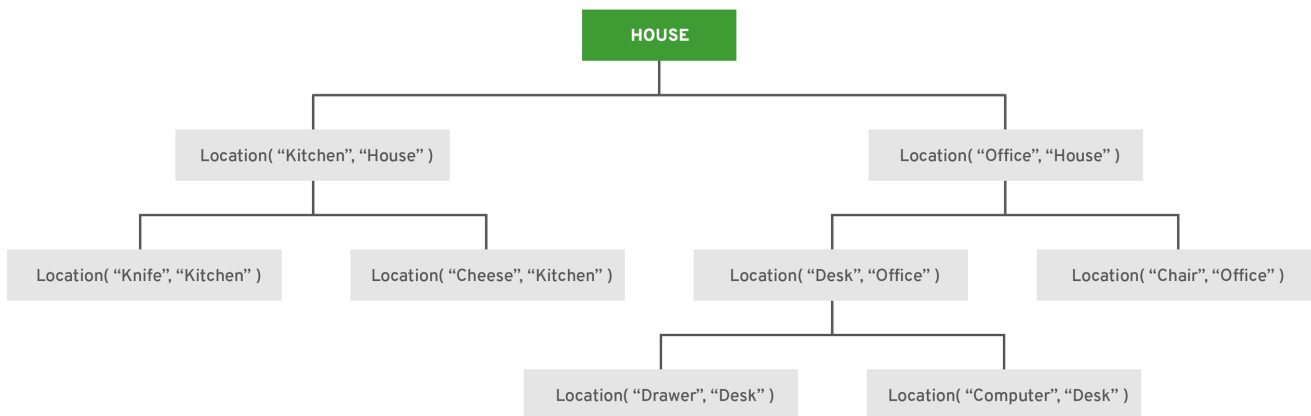 HOUSE
Location( “Kitchen”, “House” )
Location( “Office”, “House” )
Location( “Knife”, “Kitchen” )
Location( “Cheese”, “Kitchen” )
Location( “Desk”, “Office” )
Location( “Chair”, “Office” )
Location( “Drawer”, “Desk” )
Location( “Computer”, “Desk” )